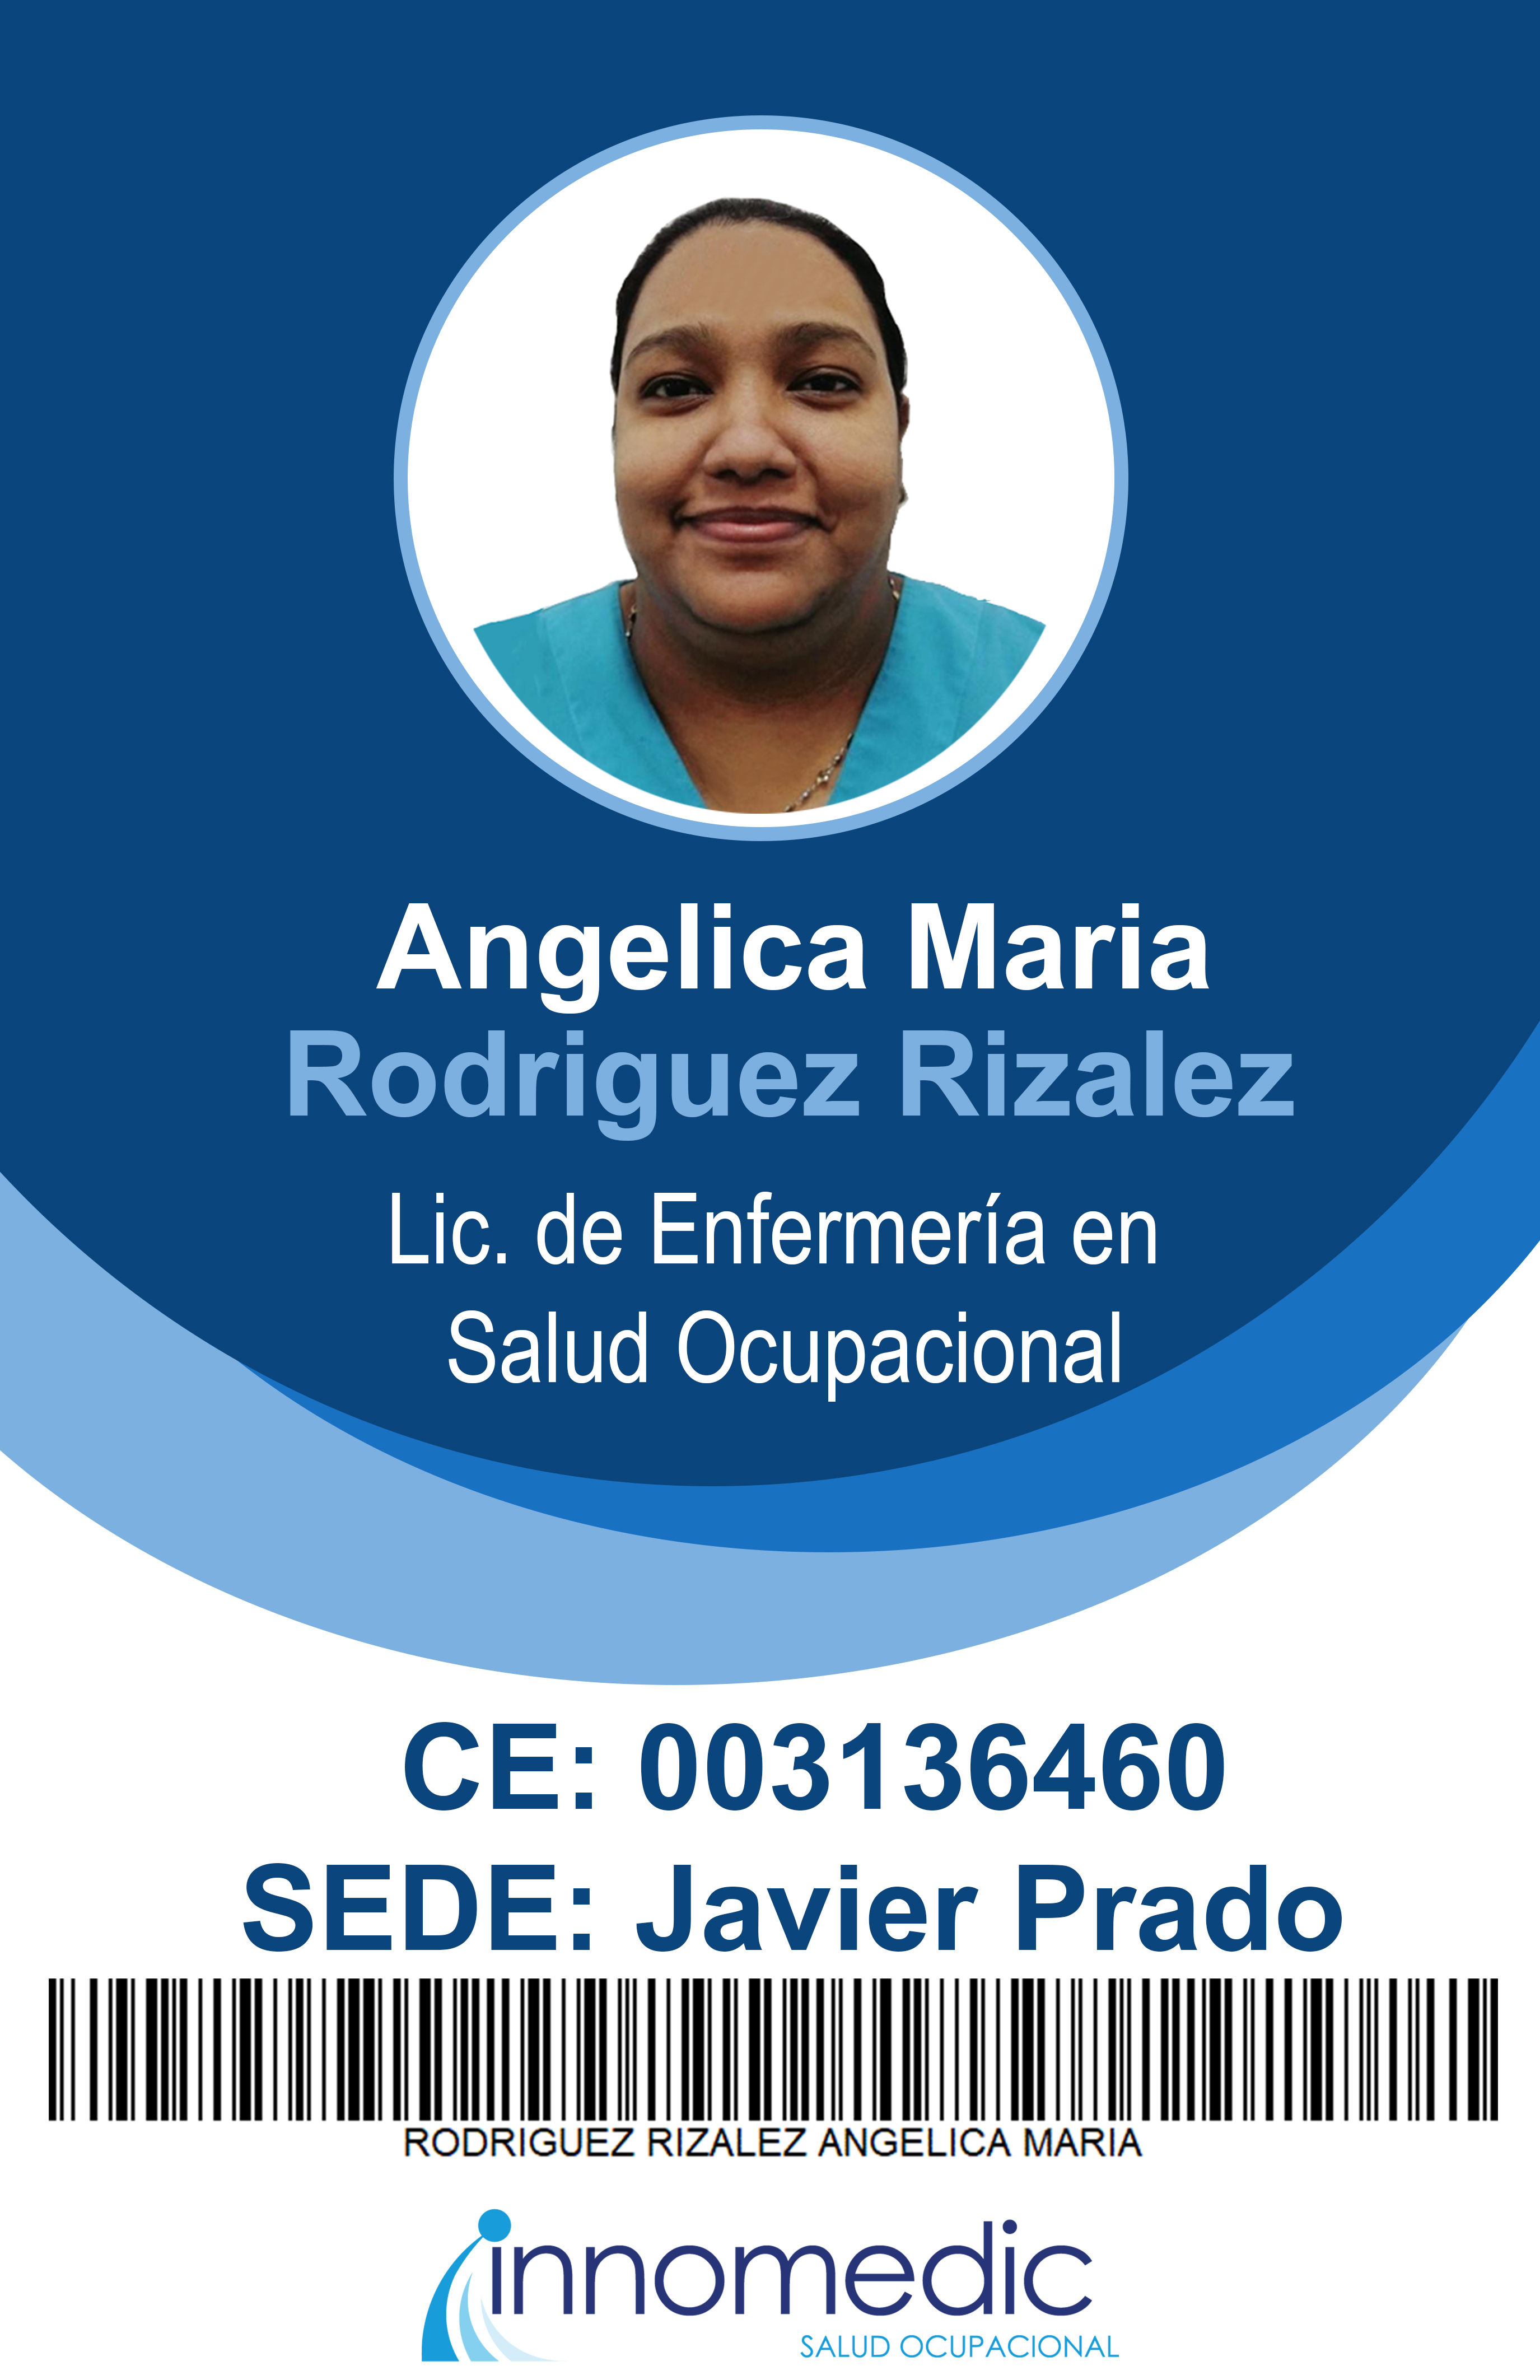 Angelica Maria
Rodriguez Rizalez
Lic. de Enfermería en
Salud Ocupacional
CE: 003136460
SEDE: Javier Prado
RODRIGUEZ RIZALEZ ANGELICA MARIA
innomedic
SALUD OCUPACIONAL